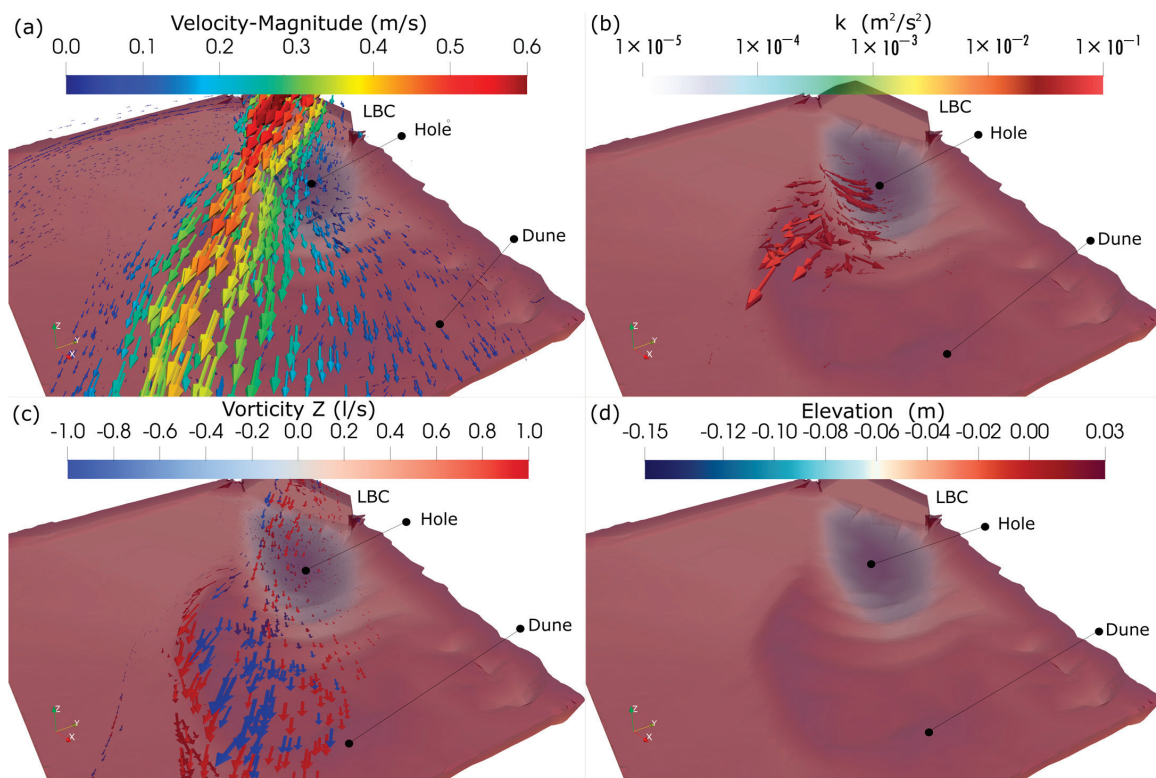 (a)
Velocity-Magnitude (m/s)
0.0 0.1 0.2 0.3 0.4 0.5 0.6
LBC
Hole
Dune
Z
Y
X
(b)
k (m²/s²)
1×10⁻⁵ 1×10⁻⁴ 1×10⁻³ 1×10⁻² 1×10⁻¹
LBC
Hole
Dune
Z
Y
X
(c)
Vorticity Z (l/s)
-1.0 -0.8 -0.6 -0.4 -0.2 0.0 0.2 0.4 0.6 0.8 1.0
LBC
Hole
Dune
Z
Y
X
(d)
Elevation (m)
-0.15 -0.12 -0.10 -0.08 -0.06 -0.04 -0.02 0.00 0.03
LBC
Hole
Dune
Z
Y
X